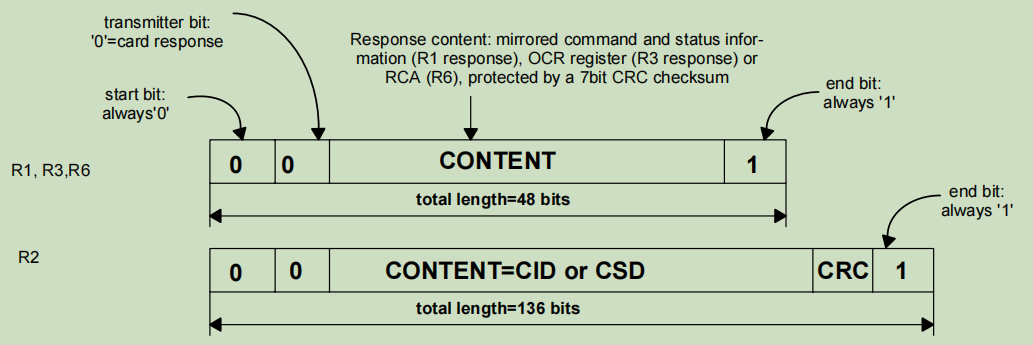 transmitter bit:
'0'=card response
Response content: mirrored command and status infor-
mation (R1 response), OCR register (R3 response) or
RCA (R6), protected by a 7bit CRC checksum
start bit:
always'0'
end bit:
always '1'
R1, R3,R6
0 0 CONTENT 1
total length=48 bits
end bit:
always '1'
R2
0 0 CONTENT=CID or CSD CRC 1
total length=136 bits